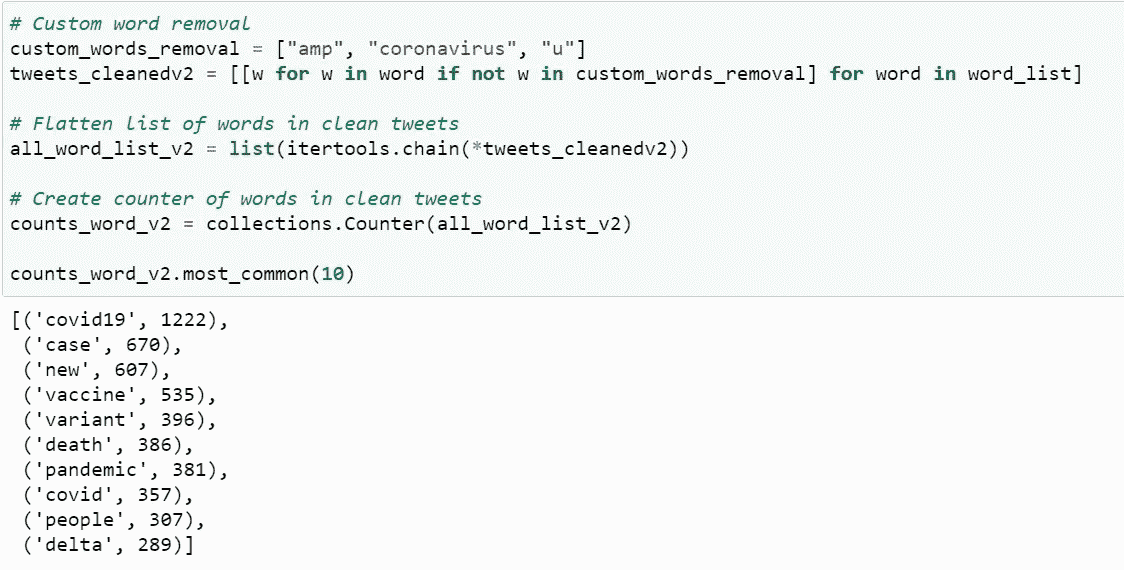 # Custom word removal
custom_words_removal = ["amp", "coronavirus", "u"]
tweets_cleanedv2 = [[w for w in word if not w in custom_words_removal] for word in word_list]
# Flatten list of words in clean tweets
all_word_list_v2 = list(itertools.chain(*tweets_cleanedv2))
# Create counter of words in clean tweets
counts_word_v2 = collections.Counter(all_word_list_v2)
counts_word_v2.most_common(10)
[('covid19', 1222),
('case', 670),
('new', 607),
('vaccine', 535),
('variant', 396),
('death', 386),
('pandemic', 381),
('covid', 357),
('people', 307),
('delta', 289)]